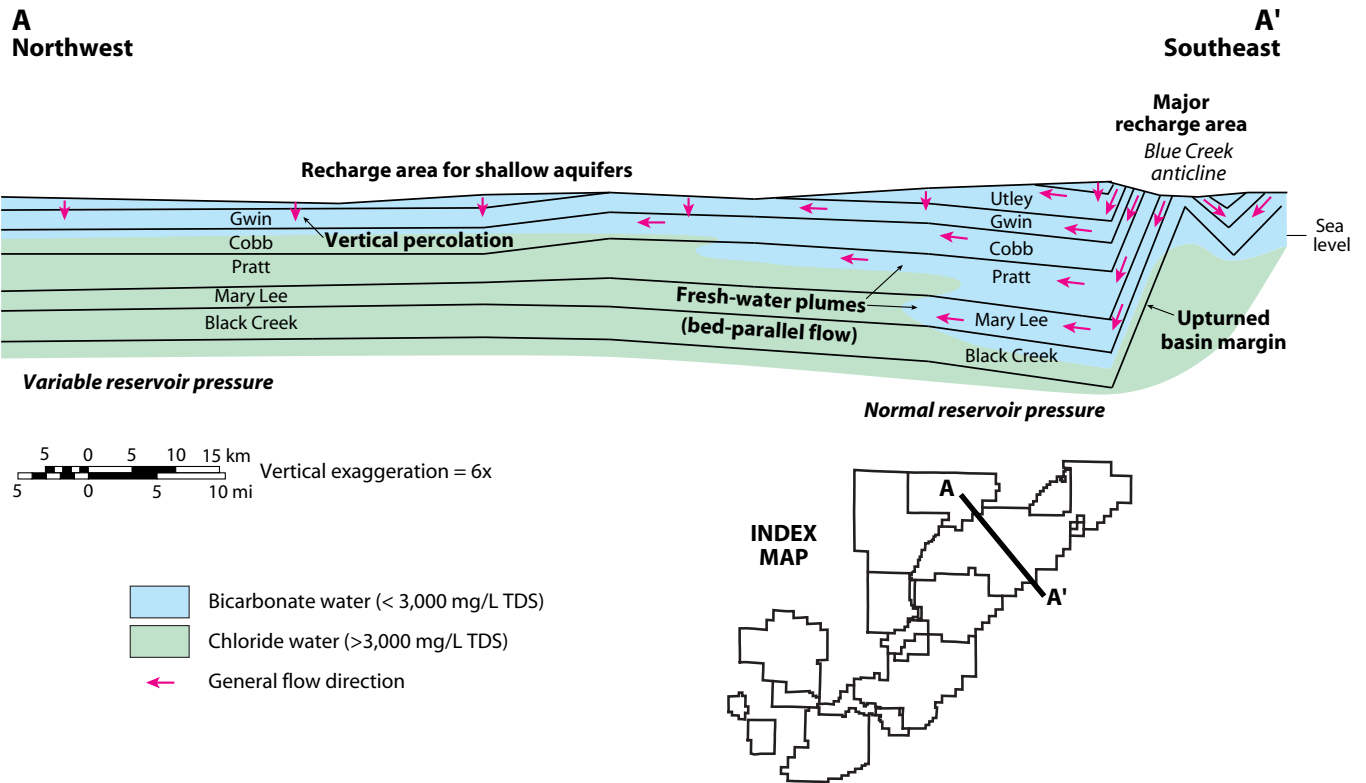 A
Northwest
A'
Southeast
Major
recharge area
Blue Creek
anticline
Recharge area for shallow aquifers
Utley
Gwin
Gwin
Vertical percolation
Cobb
Cobb
Sea
level
Pratt
Pratt
Mary Lee
Fresh-water plumes
(bed-parallel flow)
Mary Lee
Black Creek
Black Creek
Upturned
basin margin
Variable reservoir pressure
Normal reservoir pressure
5 0 5 10 15 km
5 0 5 10 mi
Vertical exaggeration = 6x
INDEX
MAP
A
A'
Bicarbonate water (< 3,000 mg/L TDS)
Chloride water (>3,000 mg/L TDS)
General flow direction